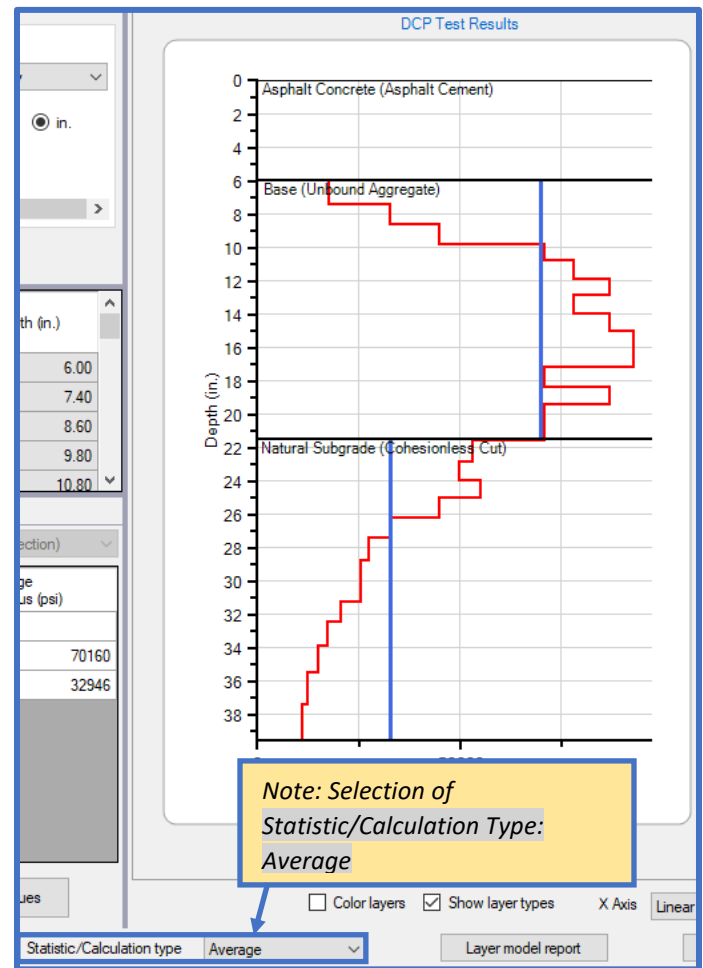 DCP Test Results
in.
0
Asphalt Concrete (Asphalt Cement)
2
4
6
Base (Unbound Aggregate)
8
10
12
14
16
18
20
22
Natural Subgrade (Cohesionless Cut)
24
26
28
30
32
34
36
38
Depth (in.)
th (in.)
6.00
7.40
8.60
9.80
10.80
ection)
ge
us (psi)
70160
32946
Note: Selection of
Statistic/Calculation Type:
Average
ues
Color layers Show layer types X Axis Linear
Statistic/Calculation type Average Layer model report